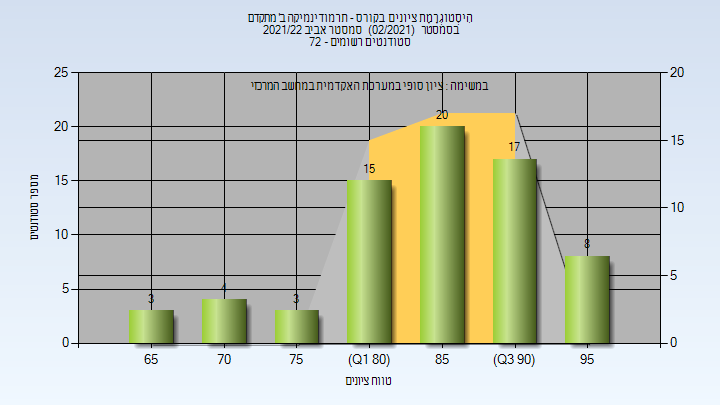 היסטוגרמת ציונים בקורס - תרמודינמיקה ב' מתקדם
בסמסטר (02/2021) סמסטר אביב 2021/22
סטודנטים רשומים - 72
במשימה : ציון סופי במערכת האקדמית במחשב המרכזי
25
20
15
10
5
0
20
15
10
5
0
מספר סטודנטים
3
4
3
15
20
17
8
65
70
75
(Q1 80)
85
(Q3 90)
95
טווח ציונים